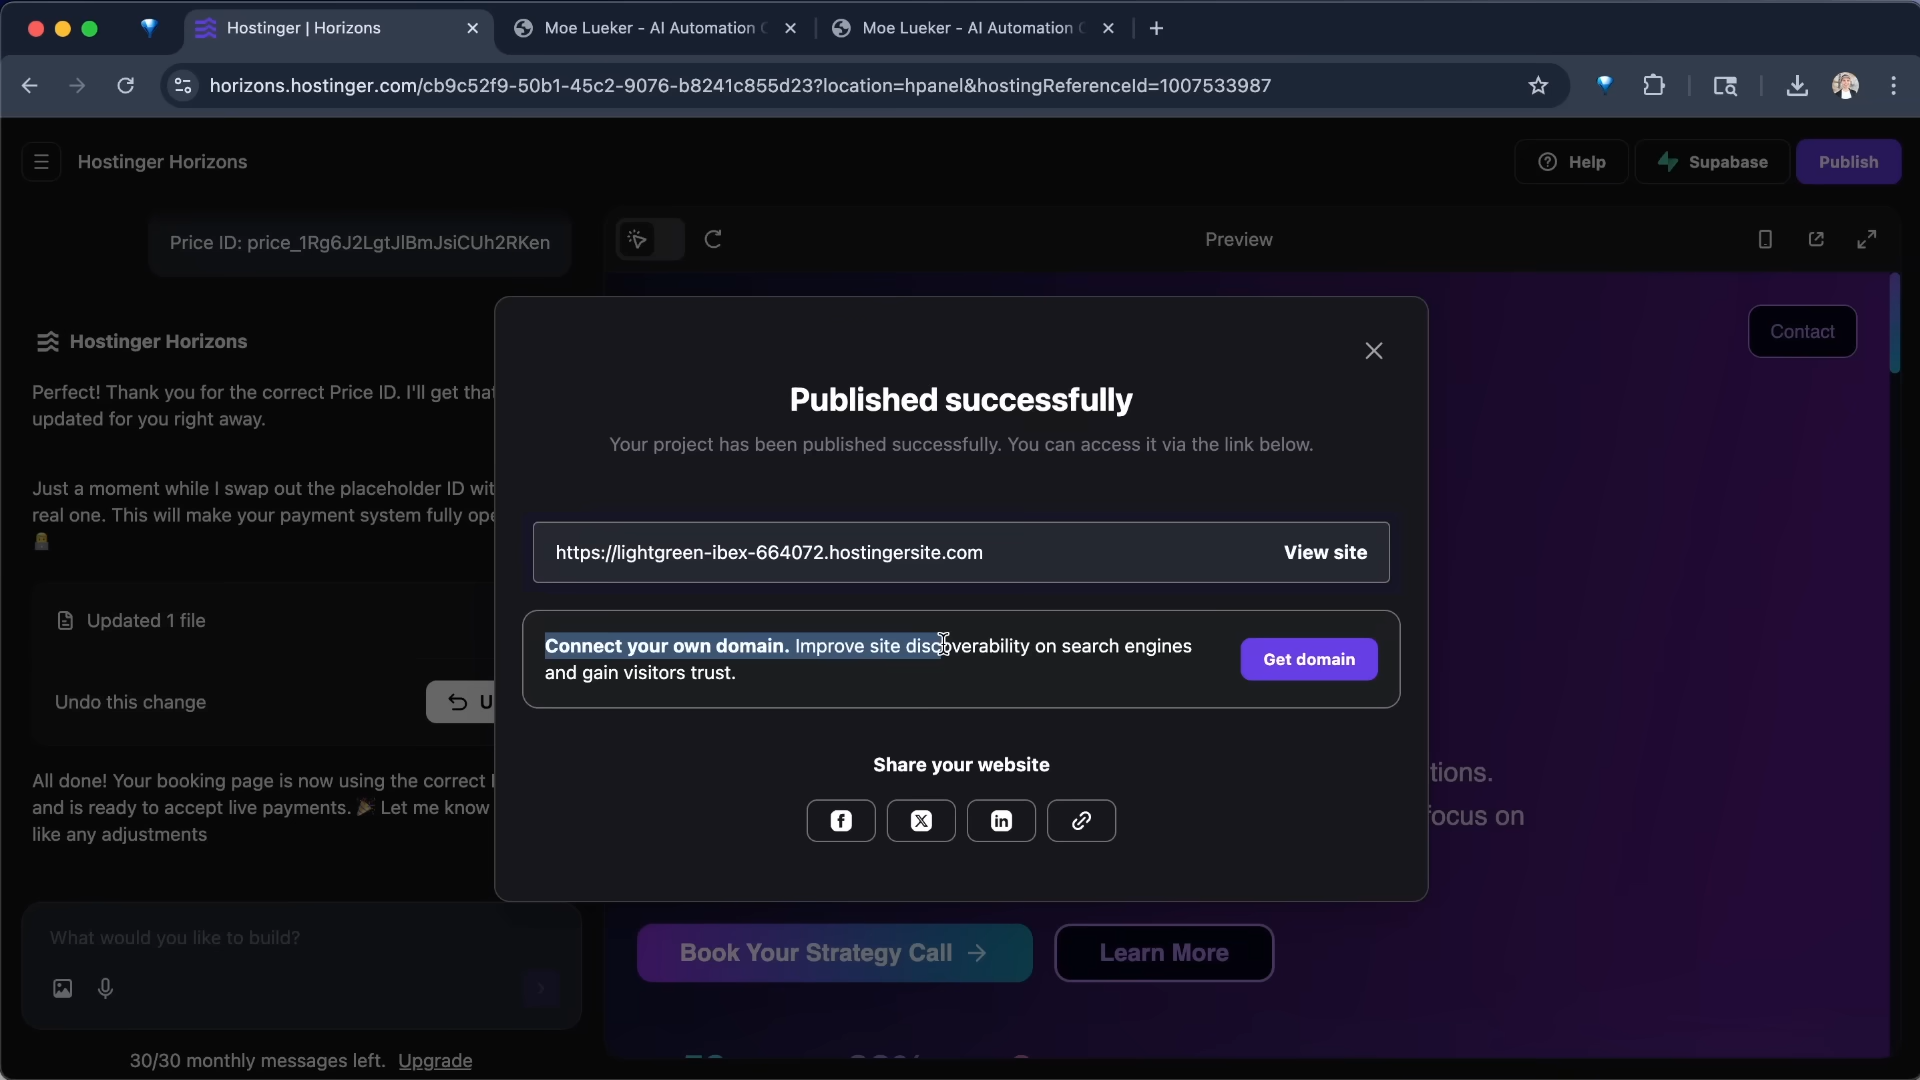 Hostinger | Horizons
Moe Lueker - AI Automation
Moe Lueker - AI Automation
horizons.hostinger.com/cb9c52f9-50b1-45c2-9076-b8241c855d23?location=hpanel&hostingReferenceId=1007533987
Hostinger Horizons
Help
Supabase
Publish
Price ID: price_1Rg6J2LgtJlBmJsiCUh2RKen
Preview
Contact
Hostinger Horizons
Perfect! Thank you for the correct Price ID. I'll get that
updated for you right away.
Just a moment while I swap out the placeholder ID wit
real one. This will make your payment system fully ope
Updated 1 file
Undo this change
U
All done! Your booking page is now using the correct
and is ready to accept live payments. 🎉 Let me know
like any adjustments
What would you like to build?
30/30 monthly messages left. Upgrade
Published successfully
Your project has been published successfully. You can access it via the link below.
https://lightgreen-ibex-664072.hostingersite.com
View site
Connect your own domain. Improve site discoverability on search engines
and gain visitors trust.
Get domain
Share your website
tions.
focus on
Book Your Strategy Call →
Learn More